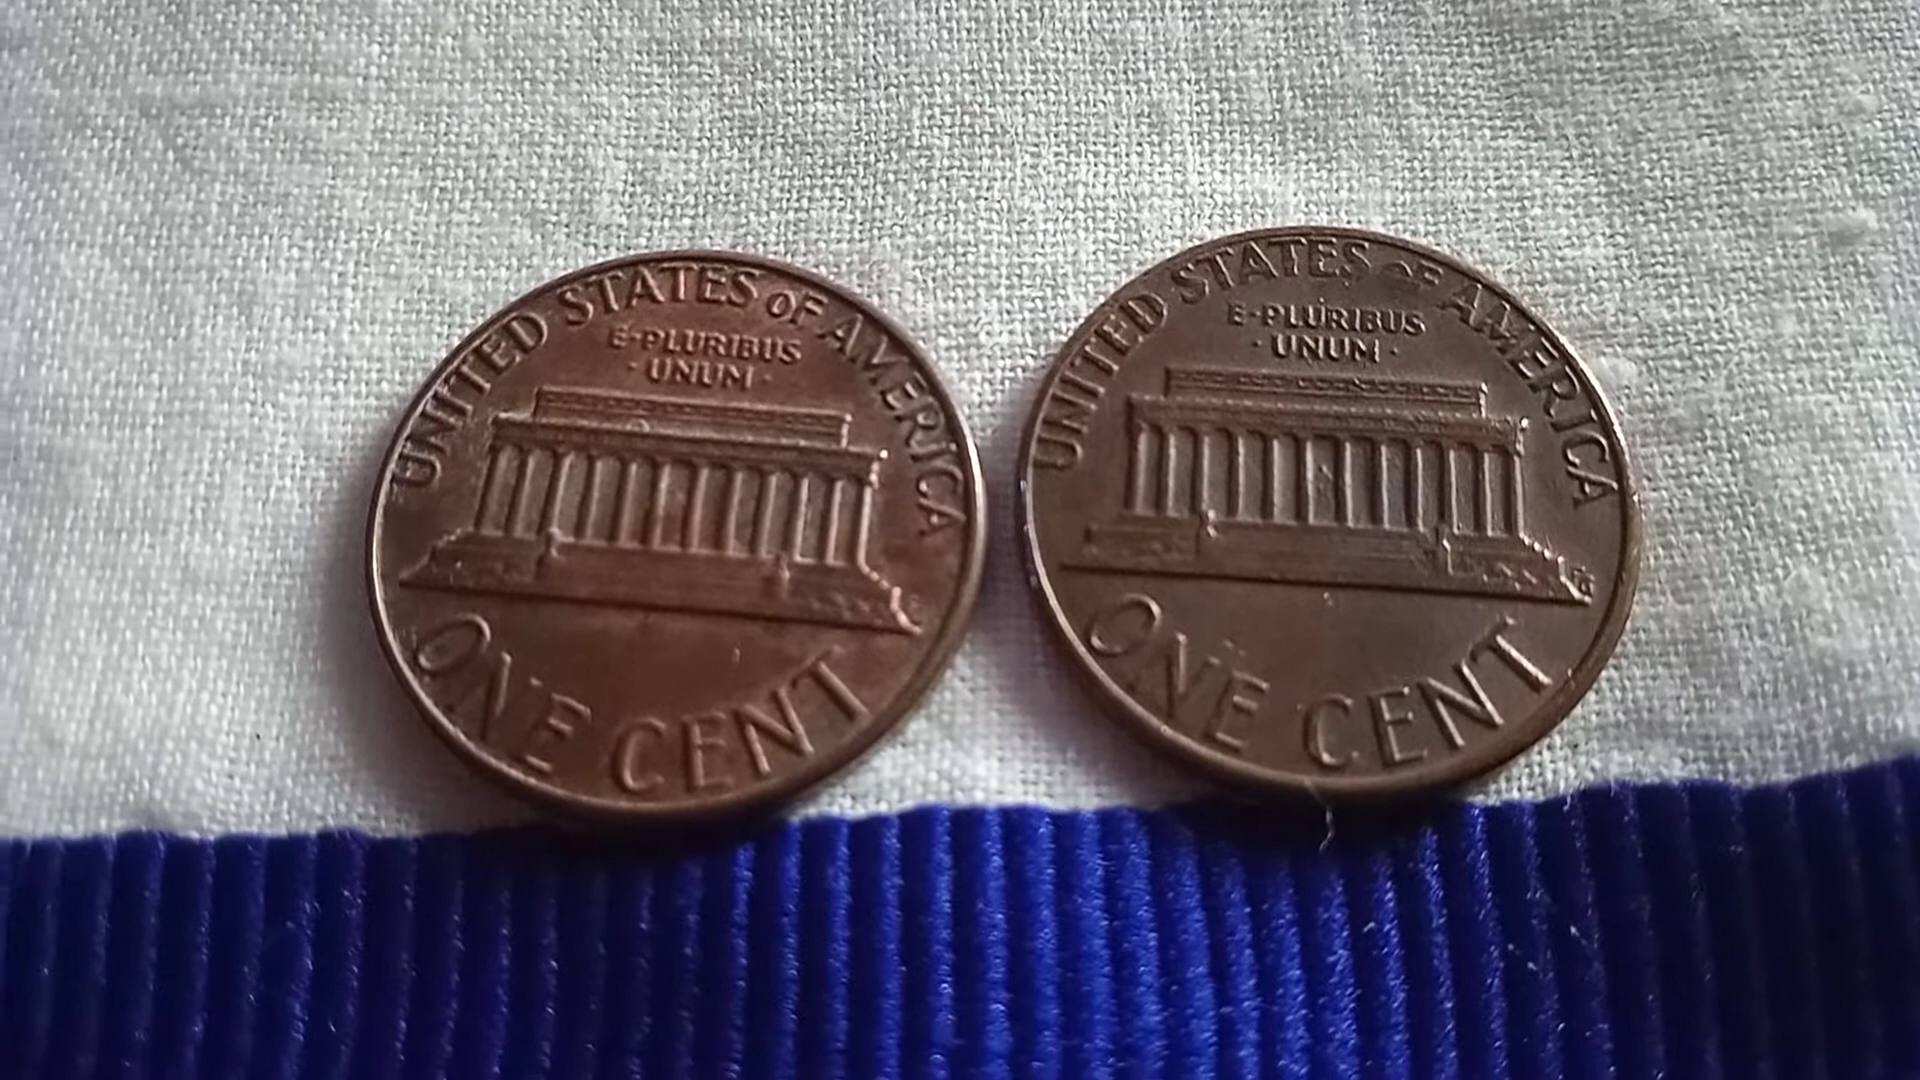 UNITED STATES OF AMERICA
E·PLURIBUS
·UNUM·
ONE CENT
UNITED STATES OF AMERICA
E·PLURIBUS
·UNUM·
ONE CENT